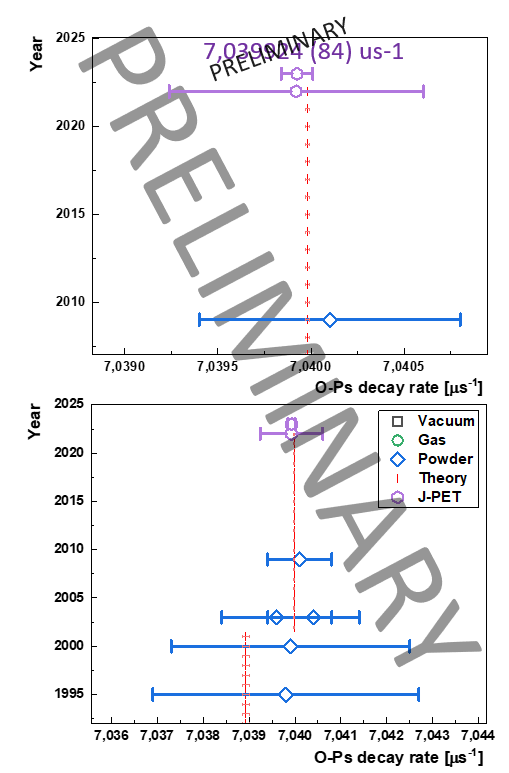 2025
7,039924 (84) us-1
PRELIMINARY
PRELIMINARY
Year
2020
2015
2010
7,0390 7,0395 7,0400 7,0405
O-Ps decay rate [µs⁻¹]
2025
Year
Vacuum
Gas
Powder
Theory
J-PET
2020
2015
2010
2005
2000
1995
7,036 7,037 7,038 7,039 7,040 7,041 7,042 7,043 7,044
O-Ps decay rate [µs⁻¹]